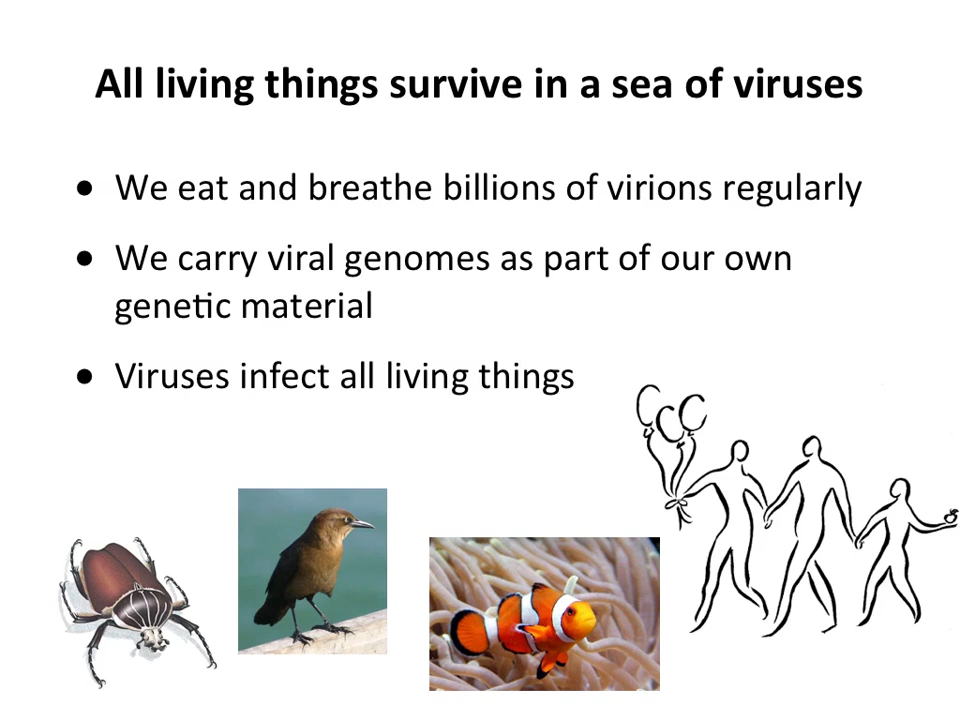 All living things survive in a sea of viruses
• We eat and breathe billions of virions regularly
• We carry viral genomes as part of our own
genetic material
• Viruses infect all living things